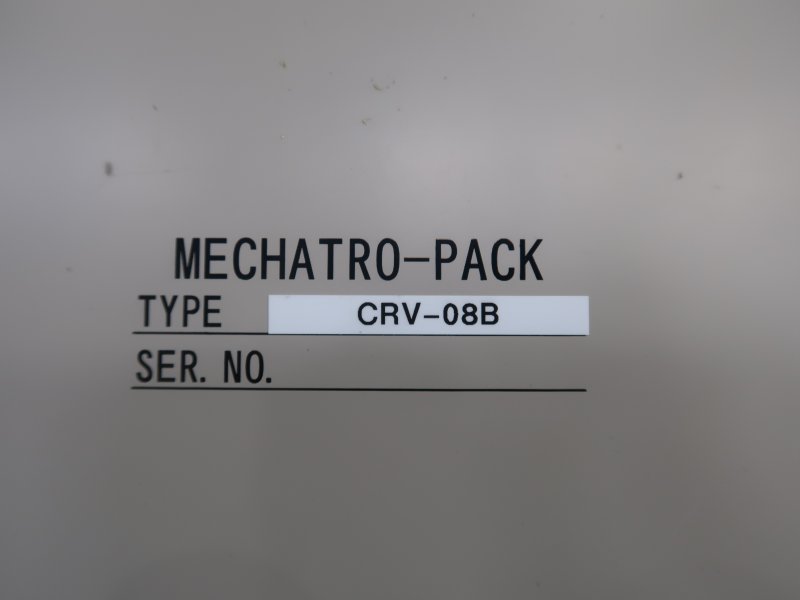 MECHATRO-PACK
TYPE CRV-08B
SER. NO.